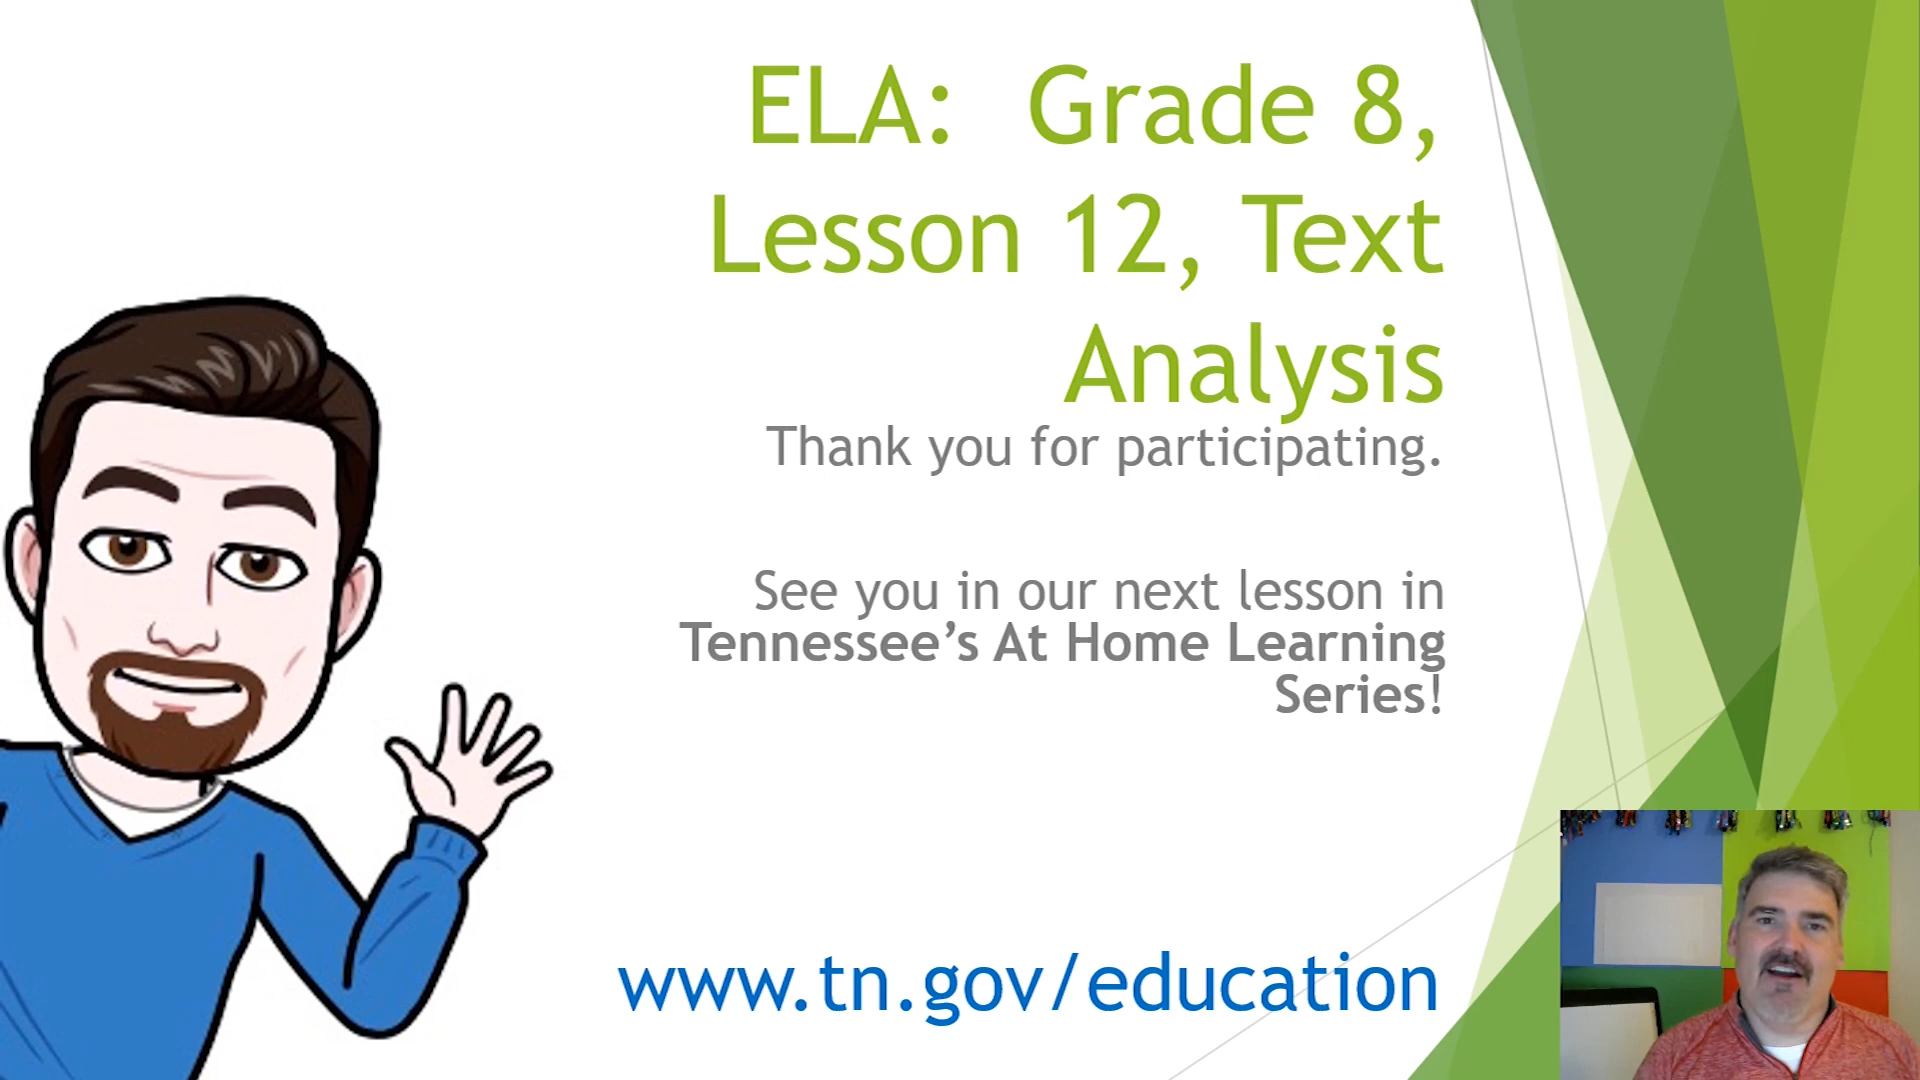 ELA:  Grade 8,
Lesson 12, Text
Analysis
Thank you for participating.
See you in our next lesson in
Tennessee’s At Home Learning
Series!
www.tn.gov/education